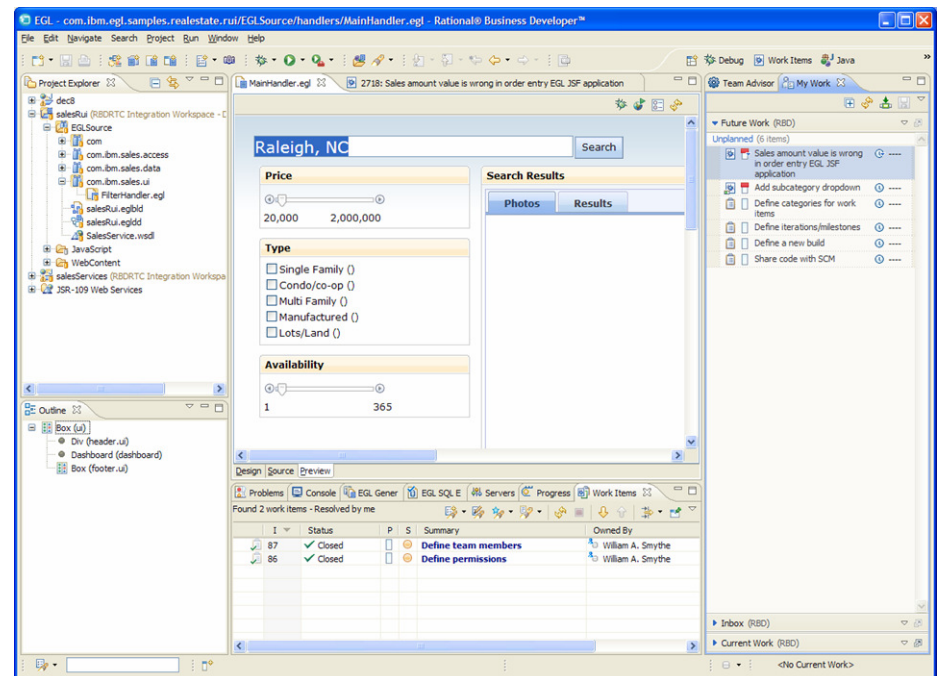 EGL - com.ibm.egl.samples.realestate.rui/EGLSource/handlers/MainHandler.egl - Rational® Business Developer™
File Edit Navigate Search Project Run Window Help
Debug Work Items Java
Project Explorer
dec8
salesRui (RBDRTC Integration Workspace - D
EGLSource
com
com.ibm.sales.access
com.ibm.sales.data
com.ibm.sales.ui
FilterHandler.egl
salesRui.eglbld
salesRui.egldd
SalesService.wsdl
JavaScript
WebContent
salesServices (RBDRTC Integration Workspa
JSR-109 Web Services
Outline
Box (ui)
Div (header.ui)
Dashboard (dashboard)
Box (footer.ui)
MainHandler.egl 2718: Sales amount value is wrong in order entry EGL JSF application
Raleigh, NC Search
Price
20,000 2,000,000
Type
Single Family ()
Condo/co-op ()
Multi Family ()
Manufactured ()
Lots/Land ()
Availability
1 365
Search Results
Photos Results
Design Source Preview
Problems Console EGL Gener EGL SQL E Servers Progress Work Items
Found 2 work items - Resolved by me
I Status P S Summary Owned By
87 Closed Define team members William A. Smythe
86 Closed Define permissions William A. Smythe
Team Advisor My Work
Future Work (RBD)
Unplanned (6 items)
Sales amount value is wrong
in order entry EGL JSF
application
----
Add subcategory dropdown ----
Define categories for work
items
----
Define iterations/milestones ----
Define a new build ----
Share code with SCM ----
Inbox (RBD)
Current Work (RBD)
<No Current Work>